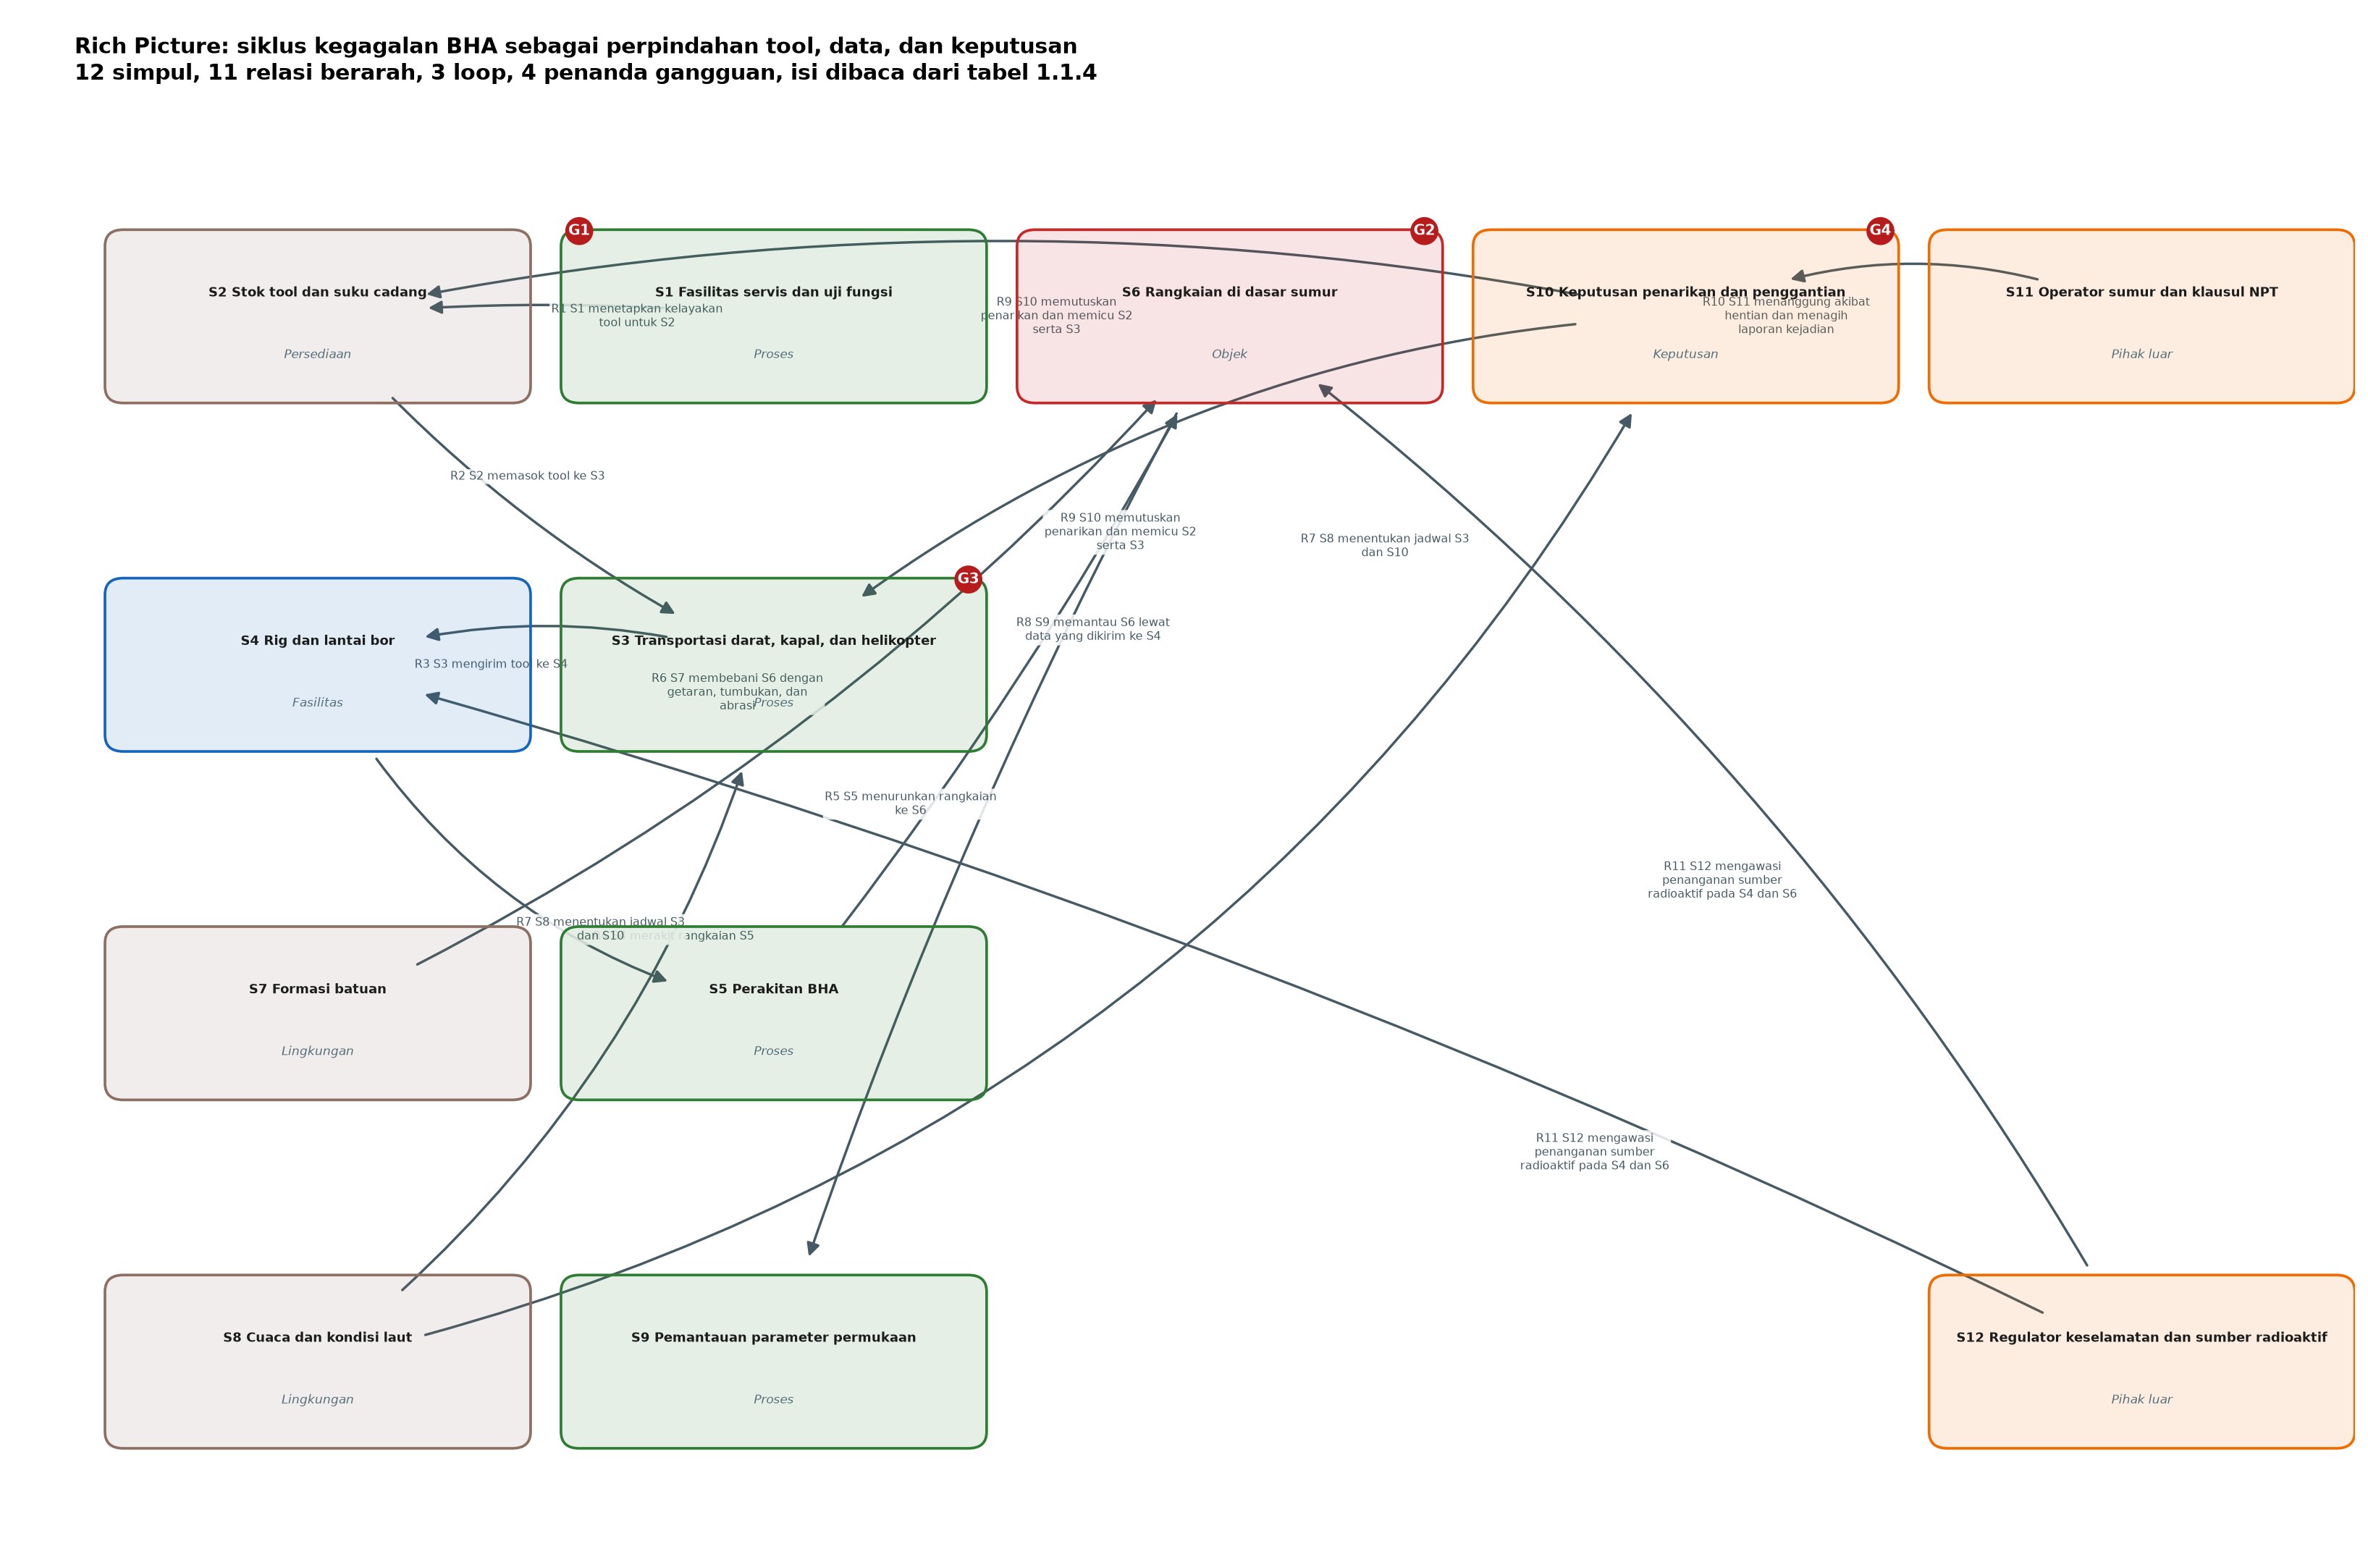 Rich Picture: siklus kegagalan BHA sebagai perpindahan tool, data, dan keputusan
12 simpul, 11 relasi berarah, 3 loop, 4 penanda gangguan, isi dibaca dari tabel 1.1.4
G1
G2
G4
S2 Stok tool dan suku cadang
Persediaan
S1 Fasilitas servis dan uji fungsi
Proses
S6 Rangkaian di dasar sumur
Objek
S10 Keputusan penarikan dan penggantian
Keputusan
S11 Operator sumur dan klausul NPT
Pihak luar
R1 S1 menetapkan kelayakan
tool untuk S2
R9 S10 memutuskan
penarikan dan memicu S2
serta S3
R10 S11 menanggung akibat
hentian dan menagih
laporan kejadian
R2 S2 memasok tool ke S3
R9 S10 memutuskan
penarikan dan memicu S2
serta S3
R7 S8 menentukan jadwal S3
dan S10
G3
S4 Rig dan lantai bor
Fasilitas
R3 S3 mengirim tool ke S4
S3 Transportasi darat, kapal, dan helikopter
Proses
R6 S7 membebani S6 dengan
getaran, tumbukan, dan
abrasi
R8 S9 memantau S6 lewat
data yang dikirim ke S4
R5 S5 menurunkan rangkaian
ke S6
R11 S12 mengawasi
penanganan sumber
radioaktif pada S4 dan S6
R7 S8 menentukan jadwal S3
dan S10
merakit rangkaian S5
S7 Formasi batuan
Lingkungan
S5 Perakitan BHA
Proses
R11 S12 mengawasi
penanganan sumber
radioaktif pada S4 dan S6
S8 Cuaca dan kondisi laut
Lingkungan
S9 Pemantauan parameter permukaan
Proses
S12 Regulator keselamatan dan sumber radioaktif
Pihak luar